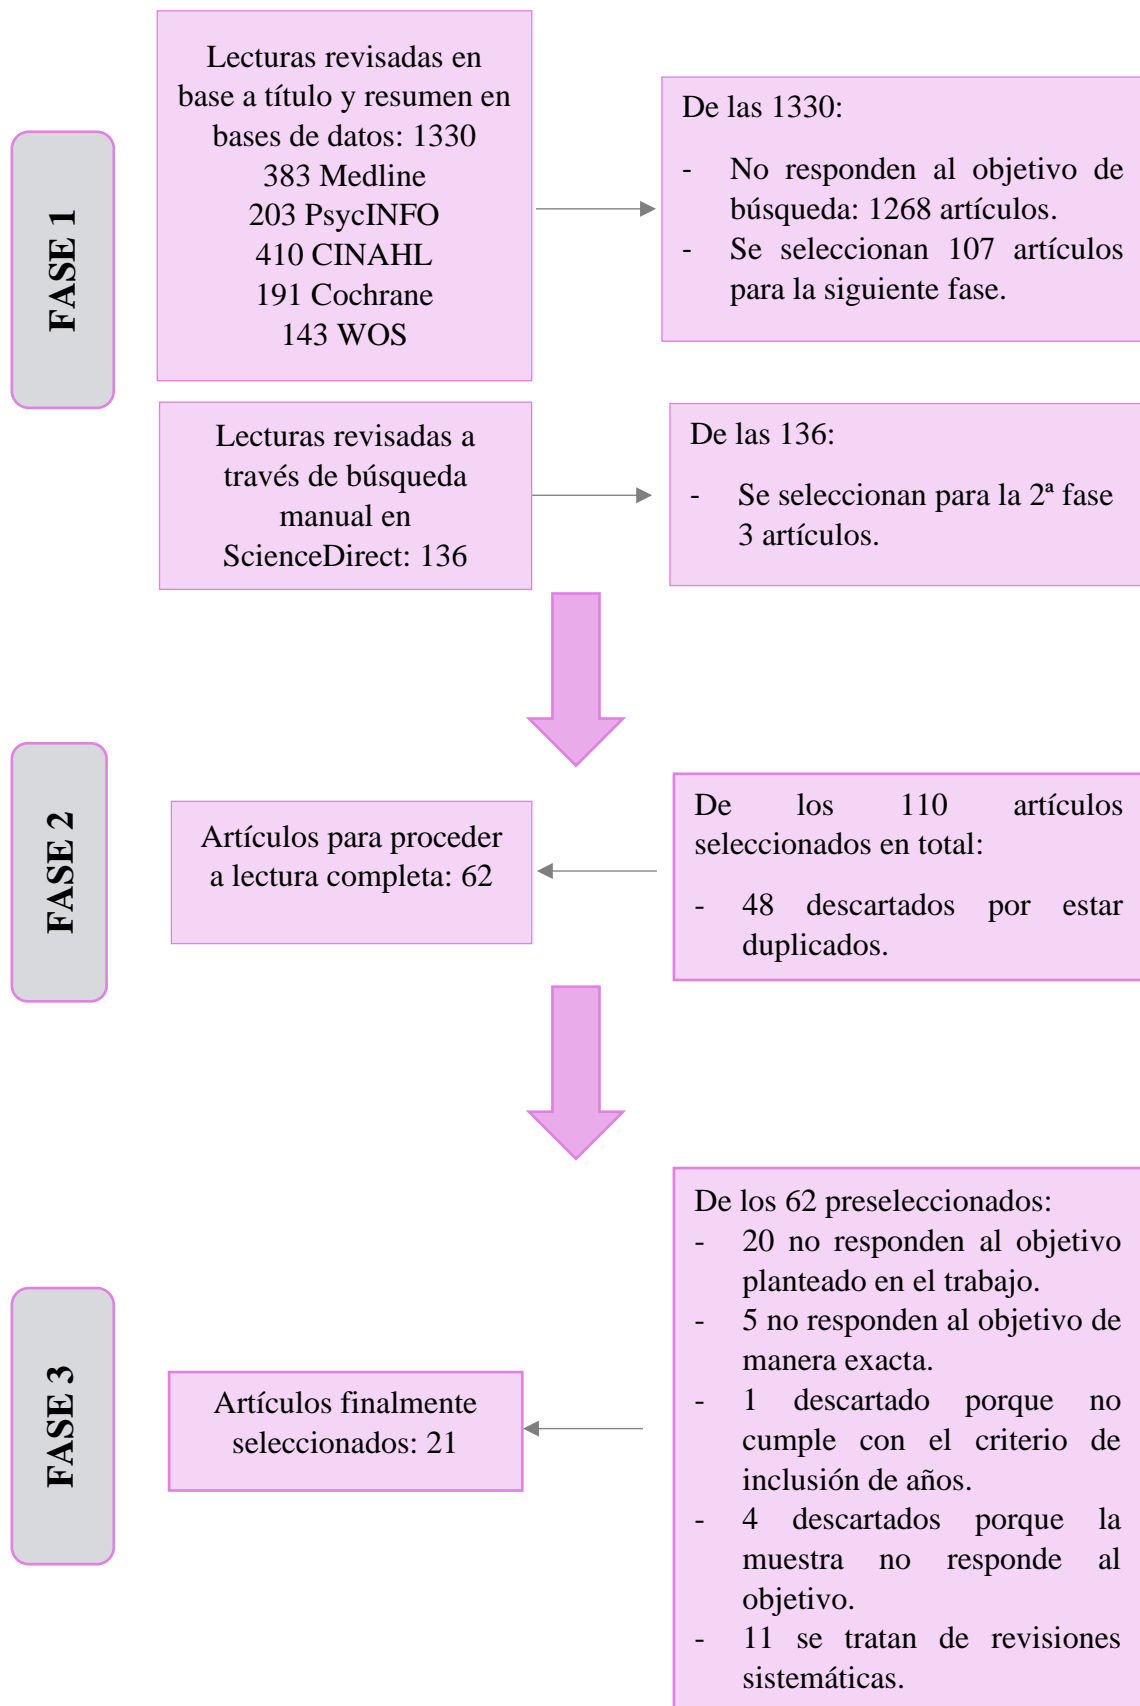 FASE 1
Lecturas revisadas en
base a título y resumen en
bases de datos: 1330
383 Medline
203 PsycINFO
410 CINAHL
191 Cochrane
143 WOS
De las 1330:
- No responden al objetivo de
búsqueda: 1268 artículos.
- Se seleccionan 107 artículos
para la siguiente fase.
Lecturas revisadas a
través de búsqueda
manual en
ScienceDirect: 136
De las 136:
- Se seleccionan para la 2ª fase
3 artículos.
FASE 2
Artículos para proceder
a lectura completa: 62
De los 110 artículos
seleccionados en total:
- 48 descartados por estar
duplicados.
FASE 3
Artículos finalmente
seleccionados: 21
De los 62 preseleccionados:
- 20 no responden al objetivo
planteado en el trabajo.
- 5 no responden al objetivo de
manera exacta.
- 1 descartado porque no
cumple con el criterio de
inclusión de años.
- 4 descartados porque la
muestra no responde al
objetivo.
- 11 se tratan de revisiones
sistemáticas.